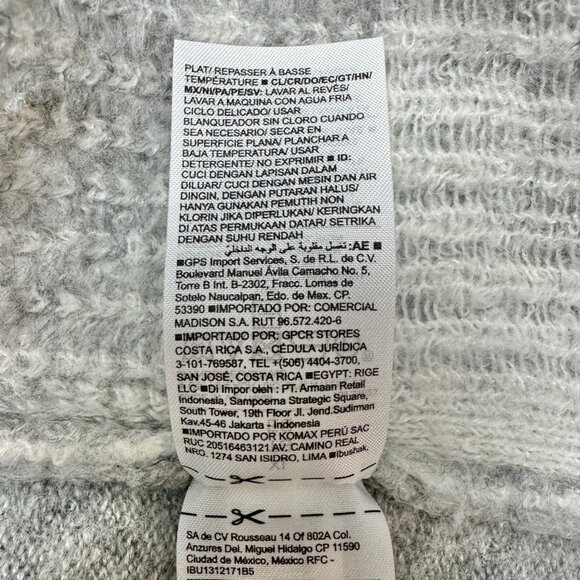 PLAT/ REPASSER À BASSE
TEMPÉRATURE ■ CL/CR/DO/EC/GT/HN/
MX/NI/PA/PE/SV: LAVAR AL REVÉS/
LAVAR A MAQUINA CON AGUA FRIA
CICLO DELICADO/ USAR
BLANQUEADOR SIN CLORO CUANDO
SEA NECESARIO/ SECAR EN
SUPERFICIE PLANA/ PLANCHAR A
BAJA TEMPERATURA/ USAR
DETERGENTE/ NO EXPRIMIR ■ ID:
CUCI DENGAN LAPISAN DALAM
DILUAR/ CUCI DENGAN MESIN DAN AIR
DINGIN, DENGAN PUTARAN HALUS/
HANYA GUNAKAN PEMUTIH NON
KLORIN JIKA DIPERLUKAN/ KERINGKAN
DI ATAS PERMUKAAN DATAR/ SETRIKA
DENGAN SUHU RENDAH
■ AE: تغسل مقلوبة على الوجه الداخلي
■GPS Import Services, S. de R.L. de C.V.
Boulevard Manuel Ávila Camacho No. 5,
Torre B Int. B-2302, Fracc. Lomas de
Sotelo Naucalpan, Edo. de Mex. CP.
53390 ■IMPORTADO POR: COMERCIAL
MADISON S.A. RUT 96.572.420-6
■IMPORTADO POR: GPCR STORES
COSTA RICA S.A., CÉDULA JURÍDICA
3-101-769587, TEL +(506) 4404-3700,
SAN JOSÉ, COSTA RICA ■EGYPT: RIGE
LLC ■Di Impor oleh : PT. Armaan Retail
Indonesia, Sampoerna Strategic Square,
South Tower, 19th Floor Jl. Jend.Sudirman
Kav.45-46 Jakarta - Indonesia
■IMPORTADO POR KOMAX PERÚ SAC
RUC 20516463121 AV. CAMINO REAL
NRO. 1274 SAN ISIDRO, LIMA ■Ibushak,
SA de CV Rousseau 14 Of 802A Col.
Anzures Del. Miguel Hidalgo CP 11590
Ciudad de México, México RFC -
IBU1312171B5